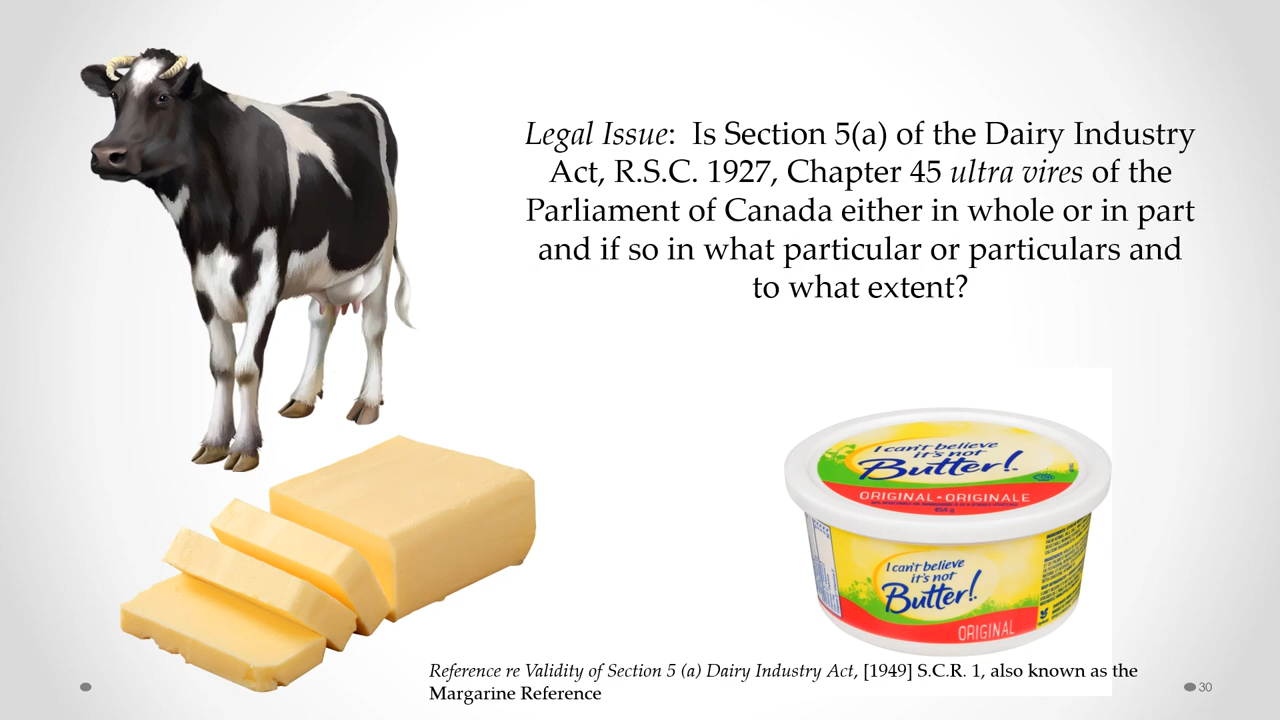 Legal Issue:  Is Section 5(a) of the Dairy Industry
Act, R.S.C. 1927, Chapter 45 ultra vires of the
Parliament of Canada either in whole or in part
and if so in what particular or particulars and
to what extent?
I can't believe
it's not
Butter!
ORIGINAL • ORIGINALE
454 g
I can't believe
it's not
Butter!
ORIGINAL
Reference re Validity of Section 5 (a) Dairy Industry Act, [1949] S.C.R. 1, also known as the
Margarine Reference
30